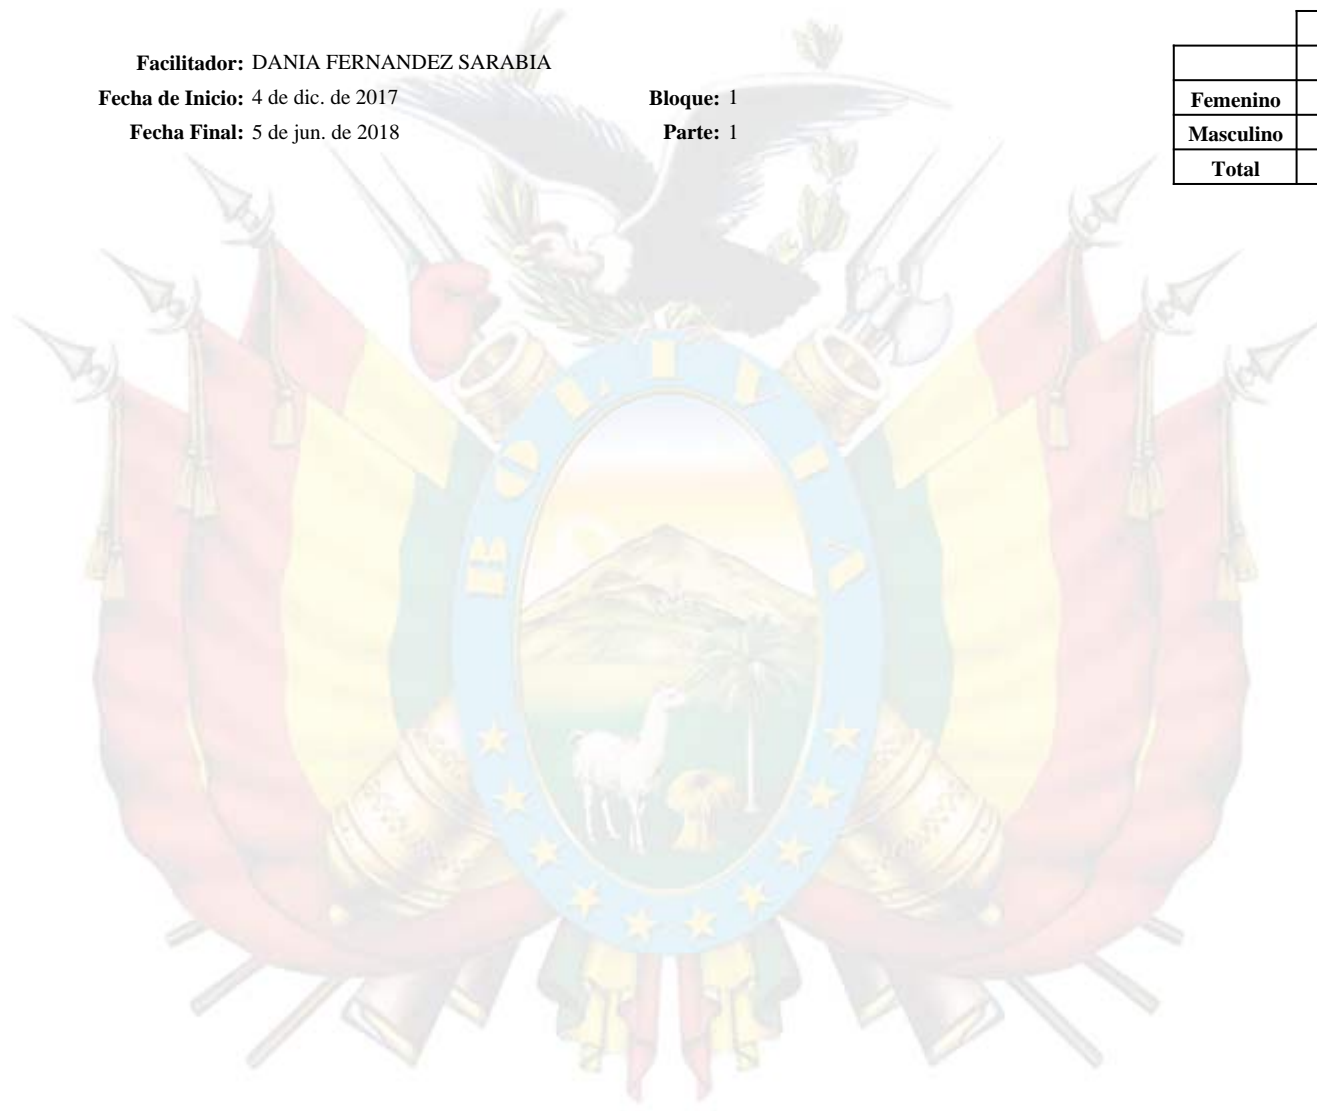 Facilitador: DANIA FERNANDEZ SARABIA
Fecha de Inicio: 4 de dic. de 2017 Bloque: 1
Fecha Final: 5 de jun. de 2018 Parte: 1
Femenino
Masculino
Total
BOLIVIA